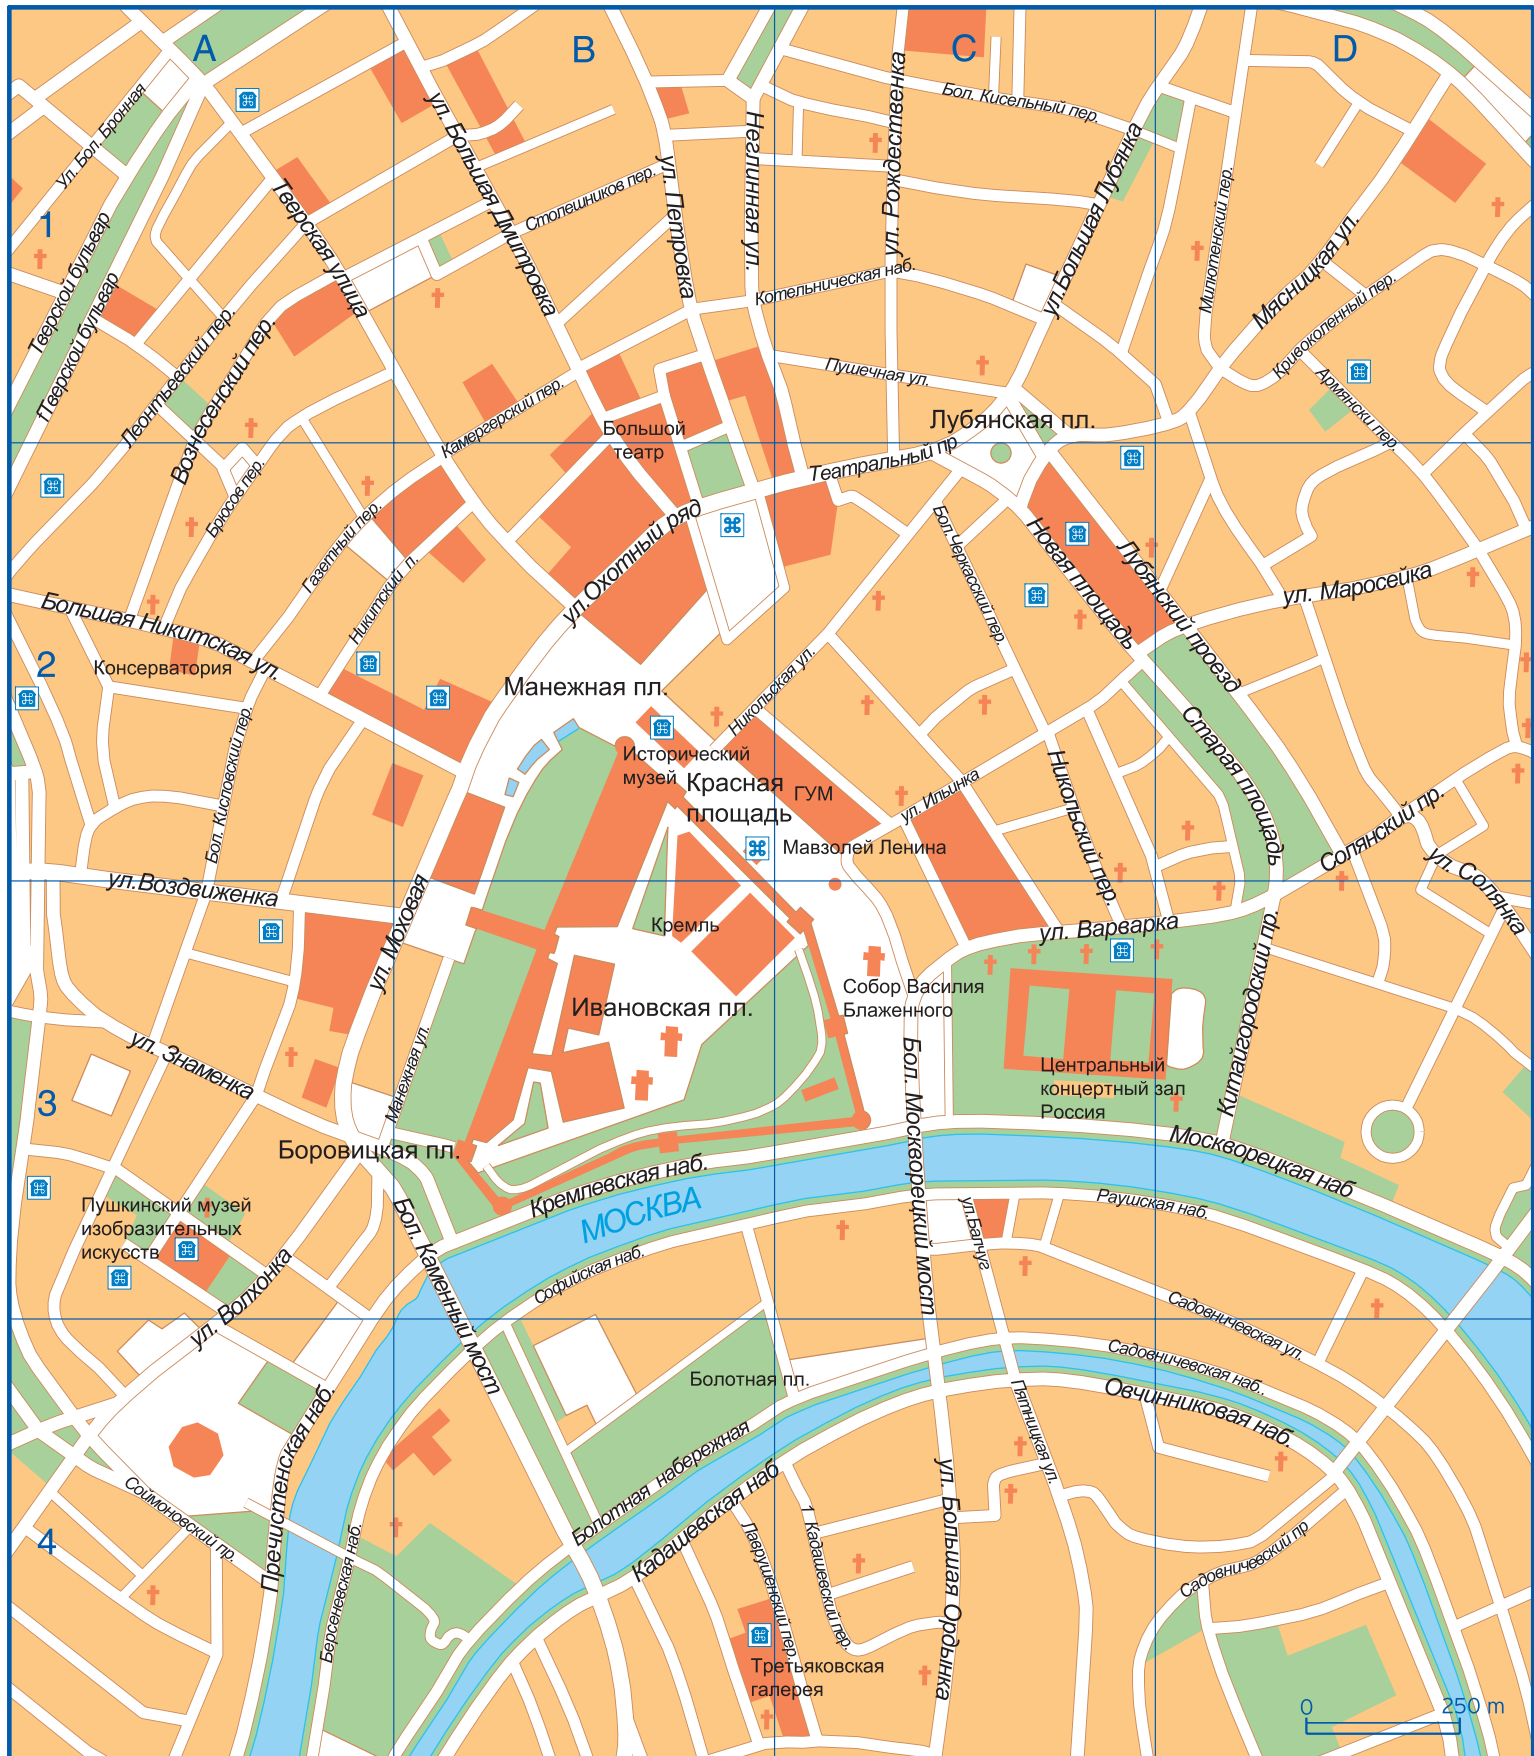 A
B
C
D
1
2
3
4
Ул. Бол. Бронная
Тверской бульвар
Тверской бульвар
Тверская улица
ул. Большая Дмитровка
Столешников пер.
ул. Петровка
Неглинная ул.
ул. Рождественка
Бол. Кисельный пер.
ул.Большая Лубянка
Милютенский пер.
Мясницкая ул.
Кривоколенный пер.
Армянски пер.
Котельническая наб.
Пушечная ул.
Лубянская пл.
Леонтьевский пер.
Вознесенский пер.
Камергерский пер.
Большой
театр
Театральный пр
Брюсов пер.
Газетный пер.
Никитский п.
ул.Охотный ряд
Бол.Черкасский пер.
Новая площадь
Лубянский проезд
ул. Маросейка
Большая Никитская ул.
Консерватория
Манежная пл.
Никольская ул.
Исторический
музей
Красная
площадь
ГУМ
ул. Ильинка
Никольский пер.
Старая площадь
Солянский пр.
ул. Солянка
Мавзолей Ленина
Бол. Кисловский пер.
ул.Воздвиженка
ул. Моховая
Кремль
ул. Варварка
Собор Василия
Блаженного
Ивановская пл.
Китайгородский пр.
Центральный
концертный зал
Россия
ул. Знаменка
Манежная ул.
Боровицкая пл.
Бол. Москворецкий мост
Москворецкая наб
Кремлевская наб.
МОСКВА
Раушская наб.
ул.Балчуг
Пушкинский музей
изобразительных
искусств
Бол. Каменный мост
Софийская наб.
ул. Волхонка
Садовничевская ул.
Садовничевская наб..
Овчинниковая наб.
Болотная пл.
Пятницкая ул.
Пречистенская наб.
Болотная набережная
Кадашевская наб
Соймоновский пр.
Берсеневская наб.
Лаврушенский пер.
1 Кадашевский пер.
ул. Большая Ордынка
Садовничевский пр
Третьяковская
галерея
0
250 m